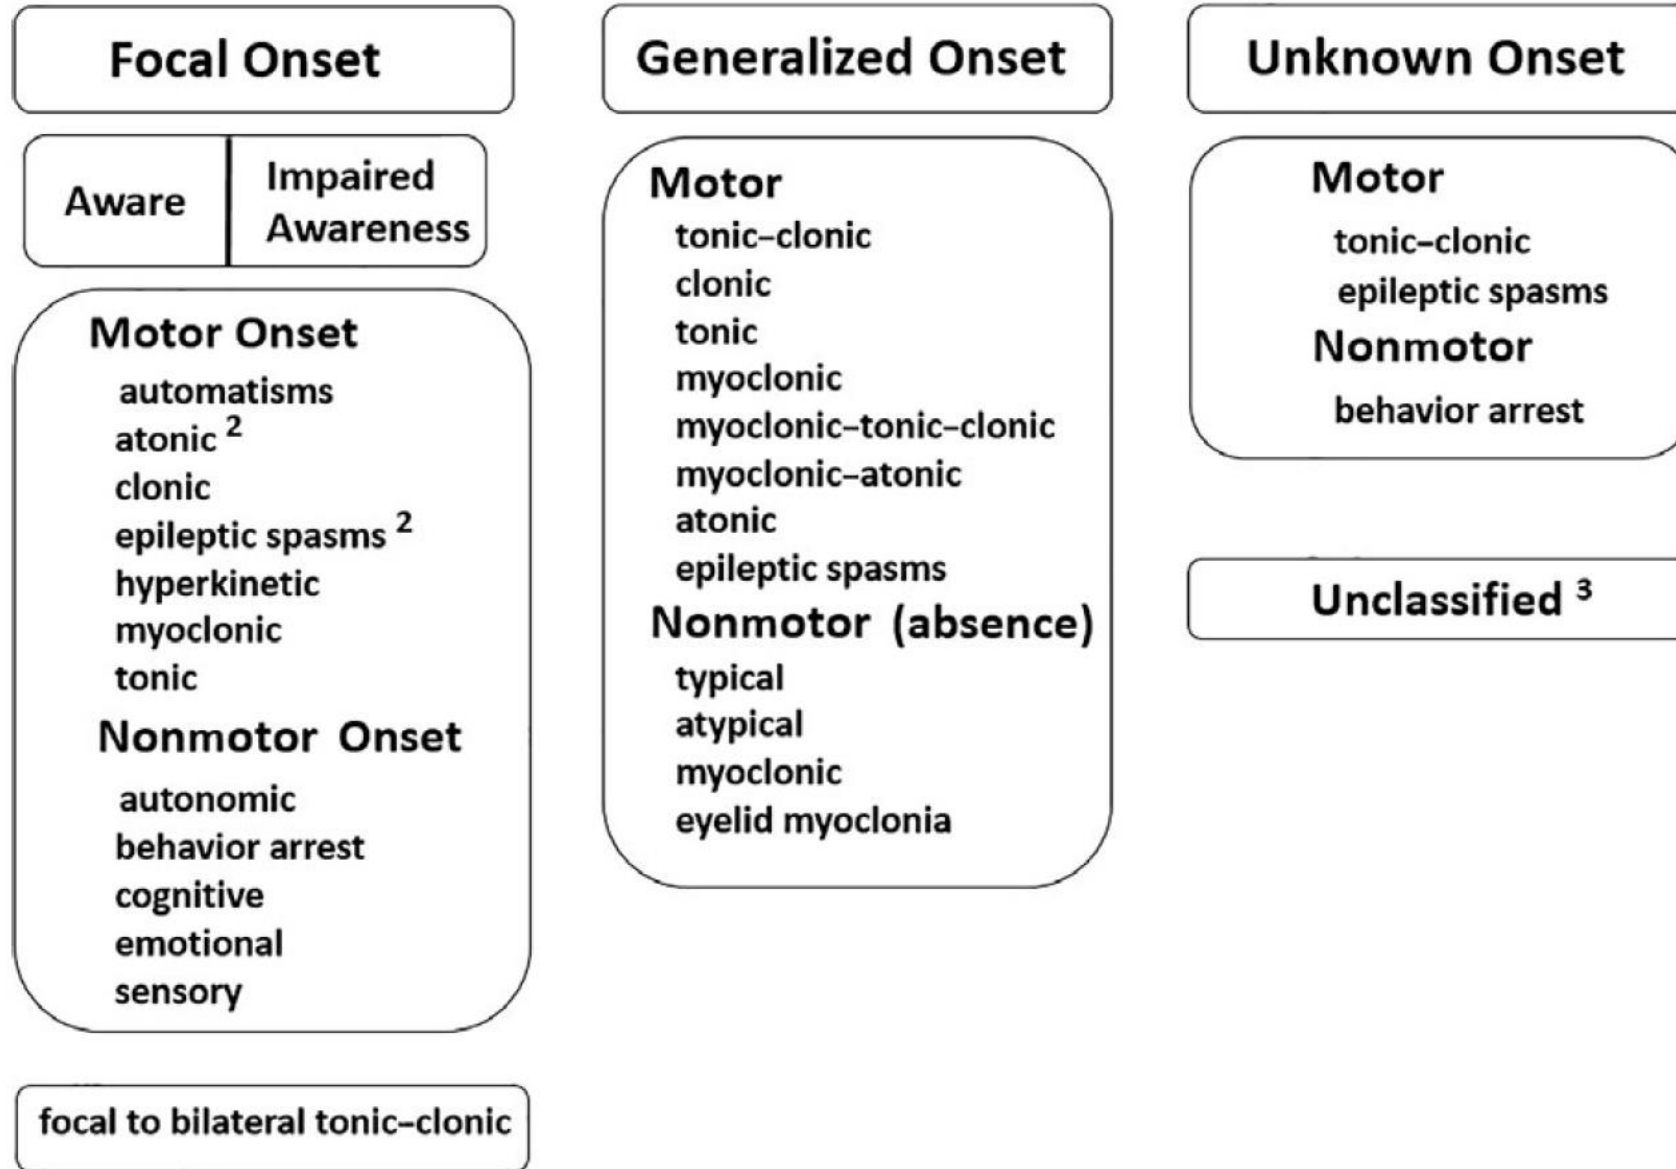 Focal Onset
Aware
Impaired
Awareness
Motor Onset
automatisms
atonic 2
clonic
epileptic spasms 2
hyperkinetic
myoclonic
tonic
Nonmotor Onset
autonomic
behavior arrest
cognitive
emotional
sensory
focal to bilateral tonic–clonic
Generalized Onset
Motor
tonic–clonic
clonic
tonic
myoclonic
myoclonic–tonic–clonic
myoclonic–atonic
atonic
epileptic spasms
Nonmotor (absence)
typical
atypical
myoclonic
eyelid myoclonia
Unknown Onset
Motor
tonic–clonic
epileptic spasms
Nonmotor
behavior arrest
Unclassified 3